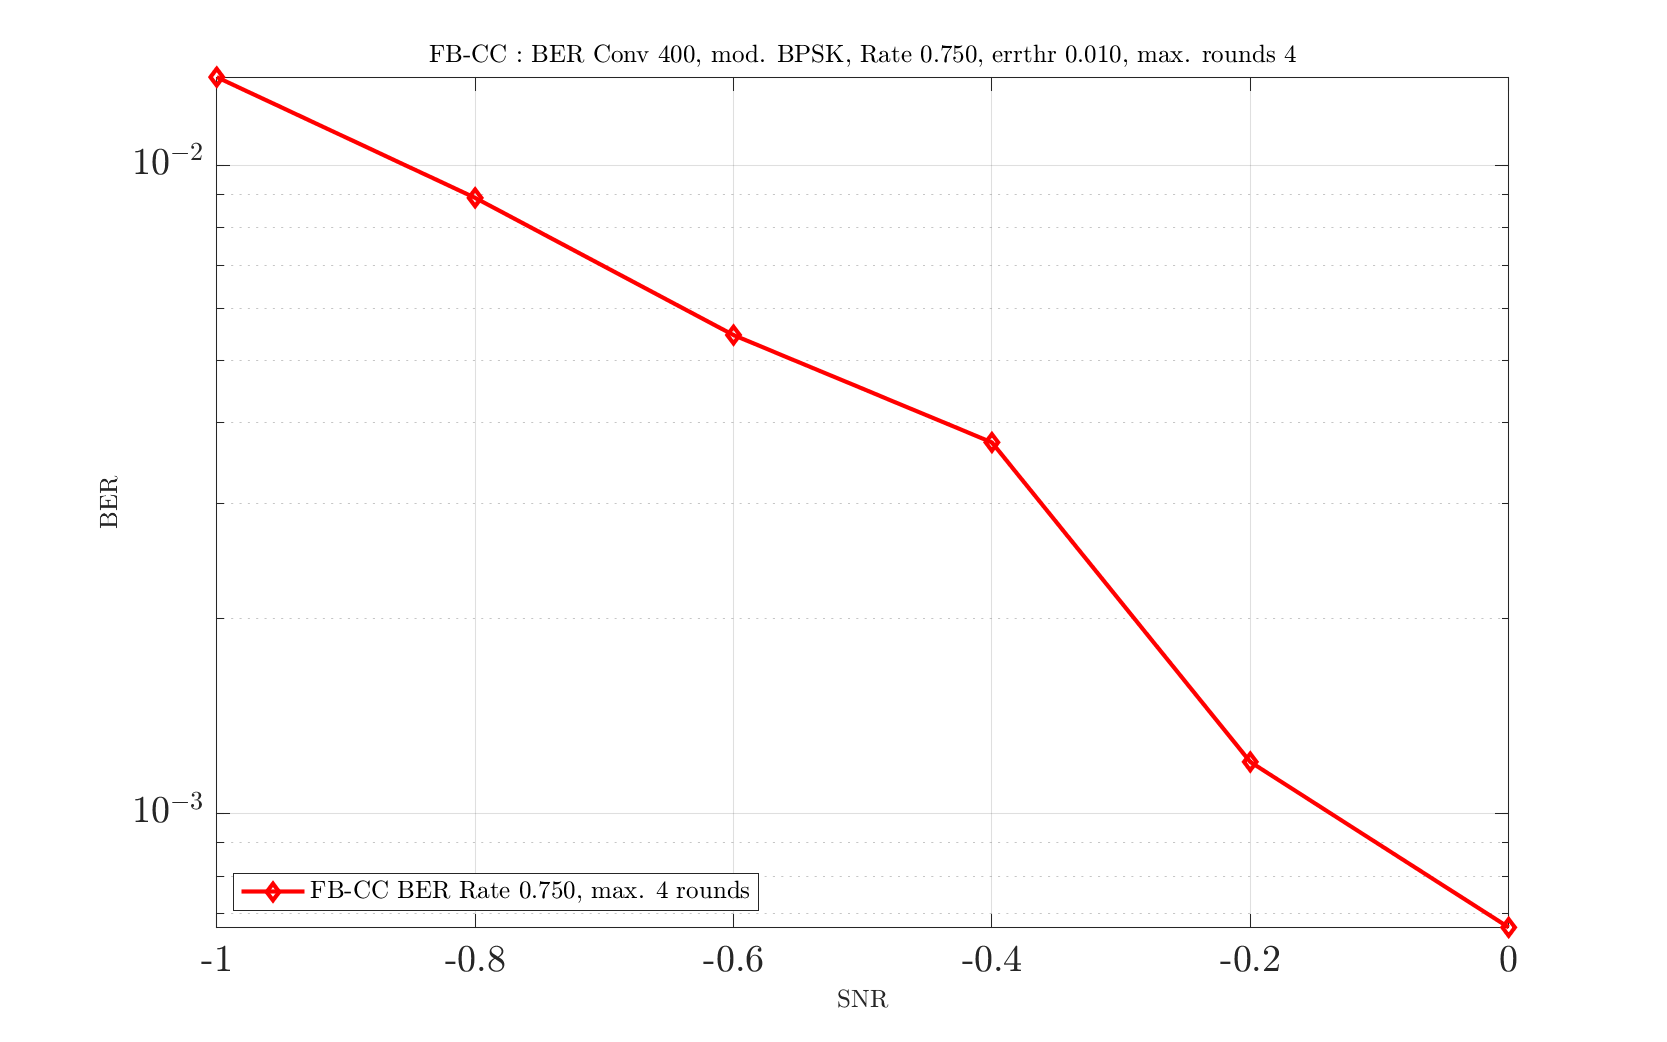 FB-CC : BER Conv 400, mod. BPSK, Rate 0.750, errthr 0.010, max. rounds 4
10⁻²
BER
10⁻³
FB-CC BER Rate 0.750, max. 4 rounds
-1 -0.8 -0.6 -0.4 -0.2 0
SNR